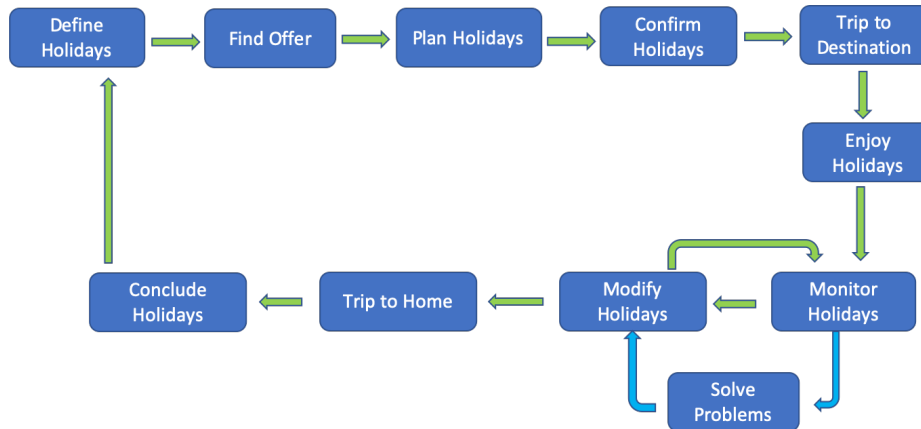 Define
Holidays
Find Offer
Plan Holidays
Confirm
Holidays
Trip to
Destination
Enjoy
Holidays
Monitor
Holidays
Modify
Holidays
Solve
Problems
Trip to Home
Conclude
Holidays